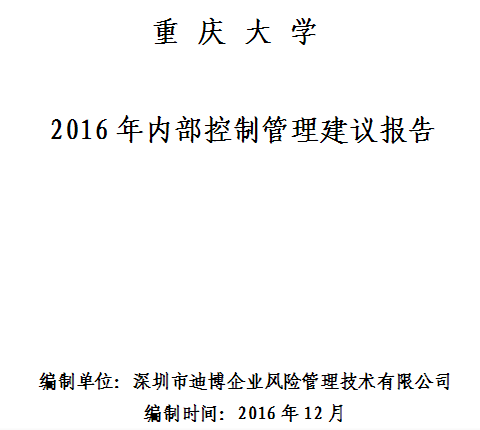 重 庆 大 学
2016 年内部控制管理建议报告
编制单位：深圳市迪博企业风险管理技术有限公司
编制时间：2016 年 12 月